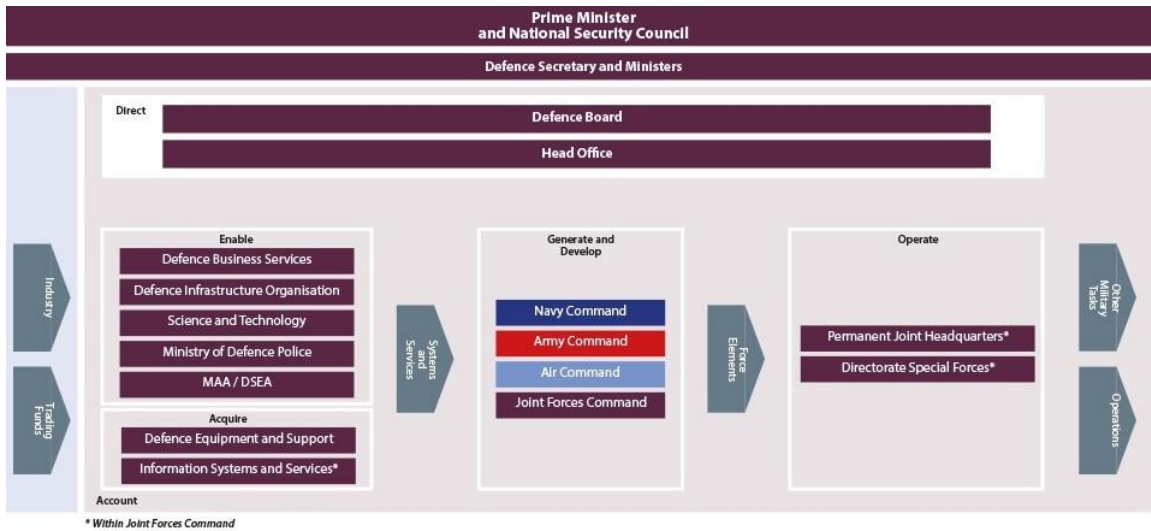 Prime Minister
and National Security Council
Defence Secretary and Ministers
Direct
Defence Board
Head Office
Industry
Trading
Funds
Enable
Defence Business Services
Defence Infrastructure Organisation
Science and Technology
Ministry of Defence Police
MAA / DSEA
Acquire
Defence Equipment and Support
Information Systems and Services*
Systems
and
Services
Generate and
Develop
Navy Command
Army Command
Air Command
Joint Forces Command
Force
Elements
Operate
Permanent Joint Headquarters*
Directorate Special Forces*
Other
Military
Tasks
Operations
Account
* Within Joint Forces Command